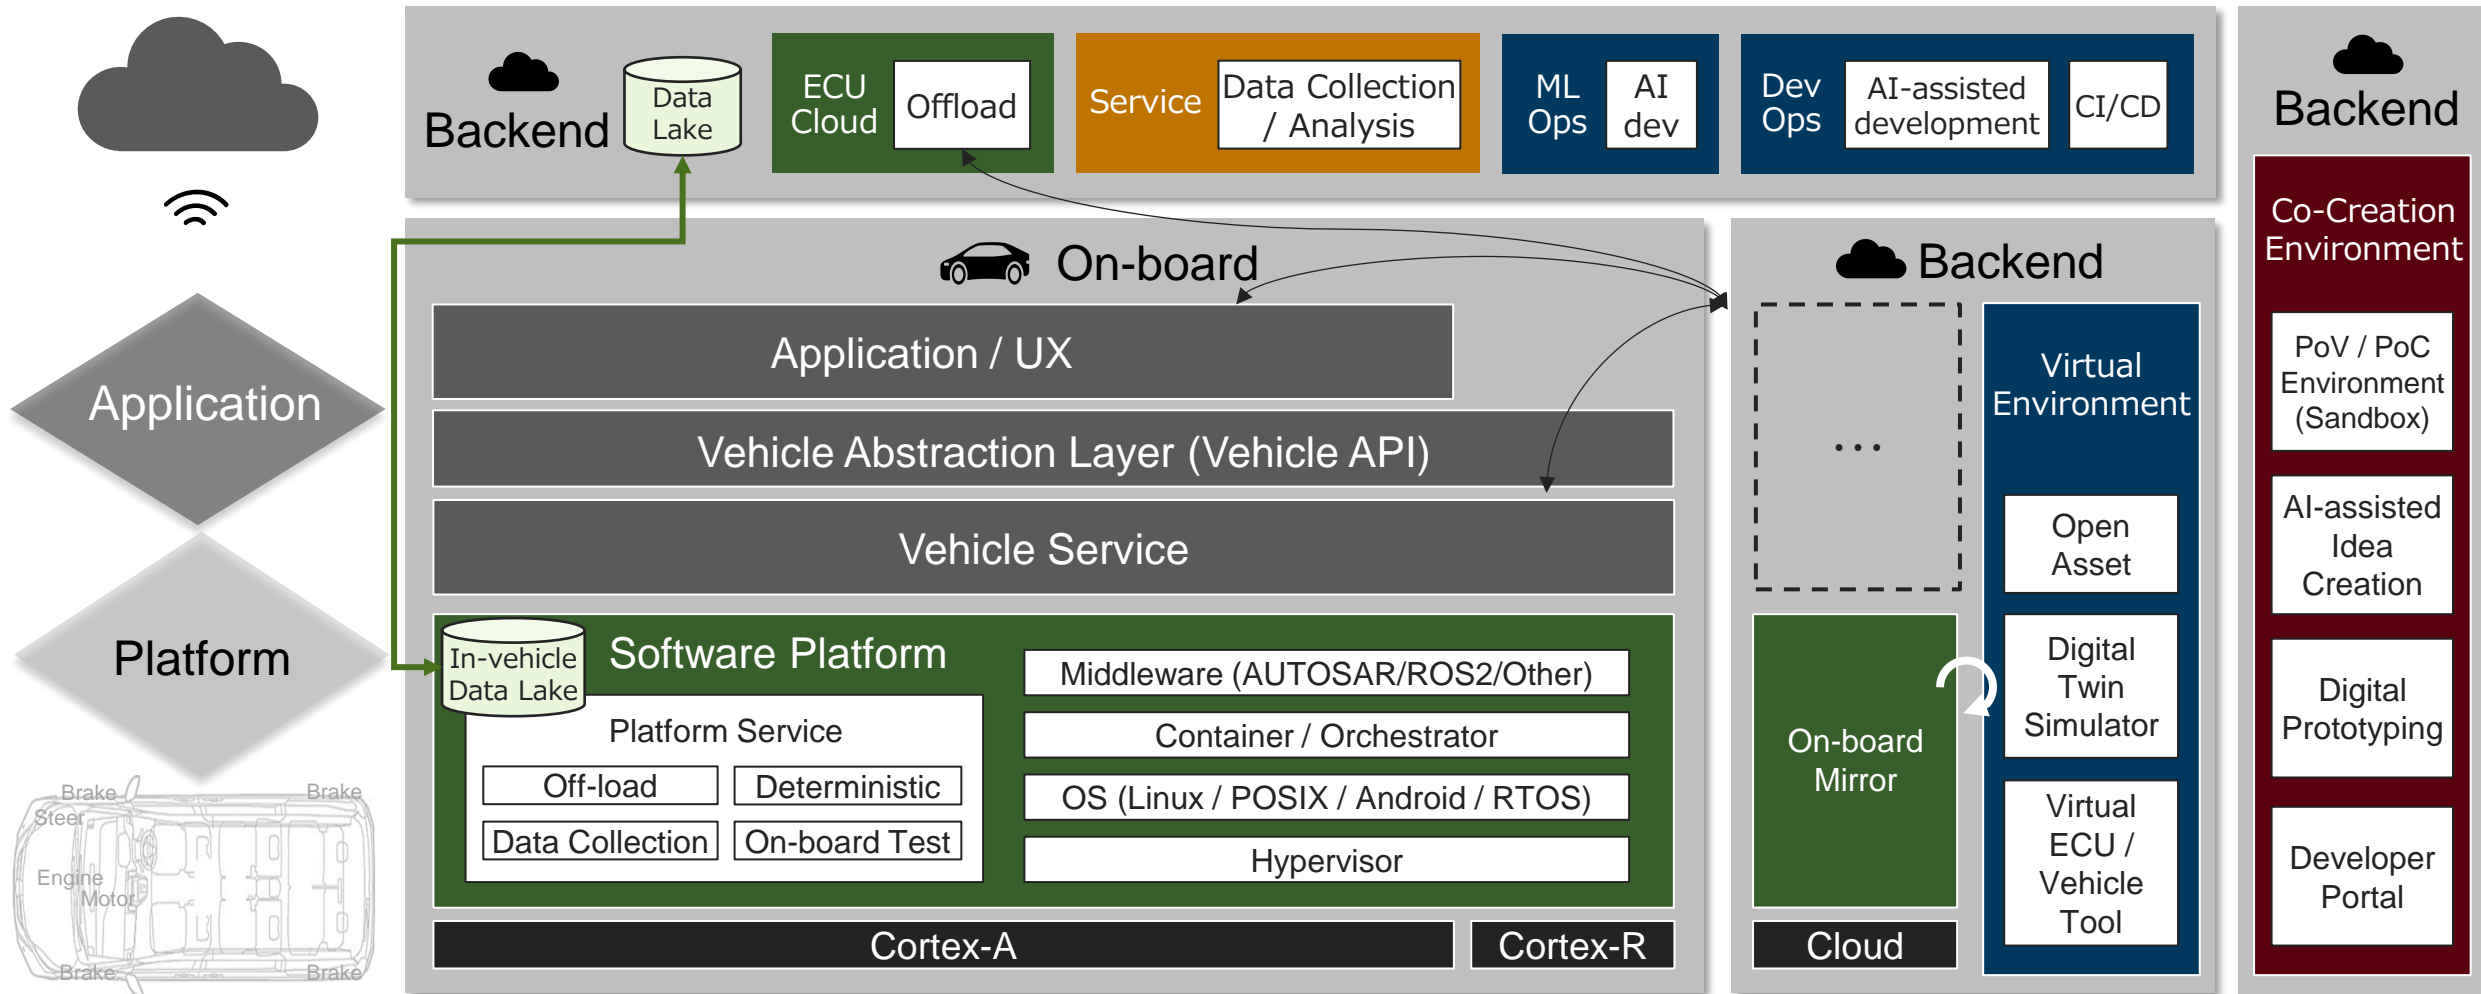 Backend
Data
Lake
ECU
Cloud
Offload
Service
Data Collection
/ Analysis
ML
Ops
AI
dev
Dev
Ops
AI-assisted
development
CI/CD
Backend
Co-Creation
Environment
PoV / PoC
Environment
(Sandbox)
AI-assisted
Idea
Creation
Digital
Prototyping
Developer
Portal
Application
Platform
Brake
Brake
Steer
Engine
Motor
Brake
Brake
On-board
Application / UX
Vehicle Abstraction Layer (Vehicle API)
Vehicle Service
In-vehicle
Data Lake
Software Platform
Platform Service
Off-load
Deterministic
Data Collection
On-board Test
Middleware (AUTOSAR/ROS2/Other)
Container / Orchestrator
OS (Linux / POSIX / Android / RTOS)
Hypervisor
Cortex-A
Cortex-R
Backend
...
On-board
Mirror
Cloud
Virtual
Environment
Open
Asset
Digital
Twin
Simulator
Virtual
ECU /
Vehicle
Tool